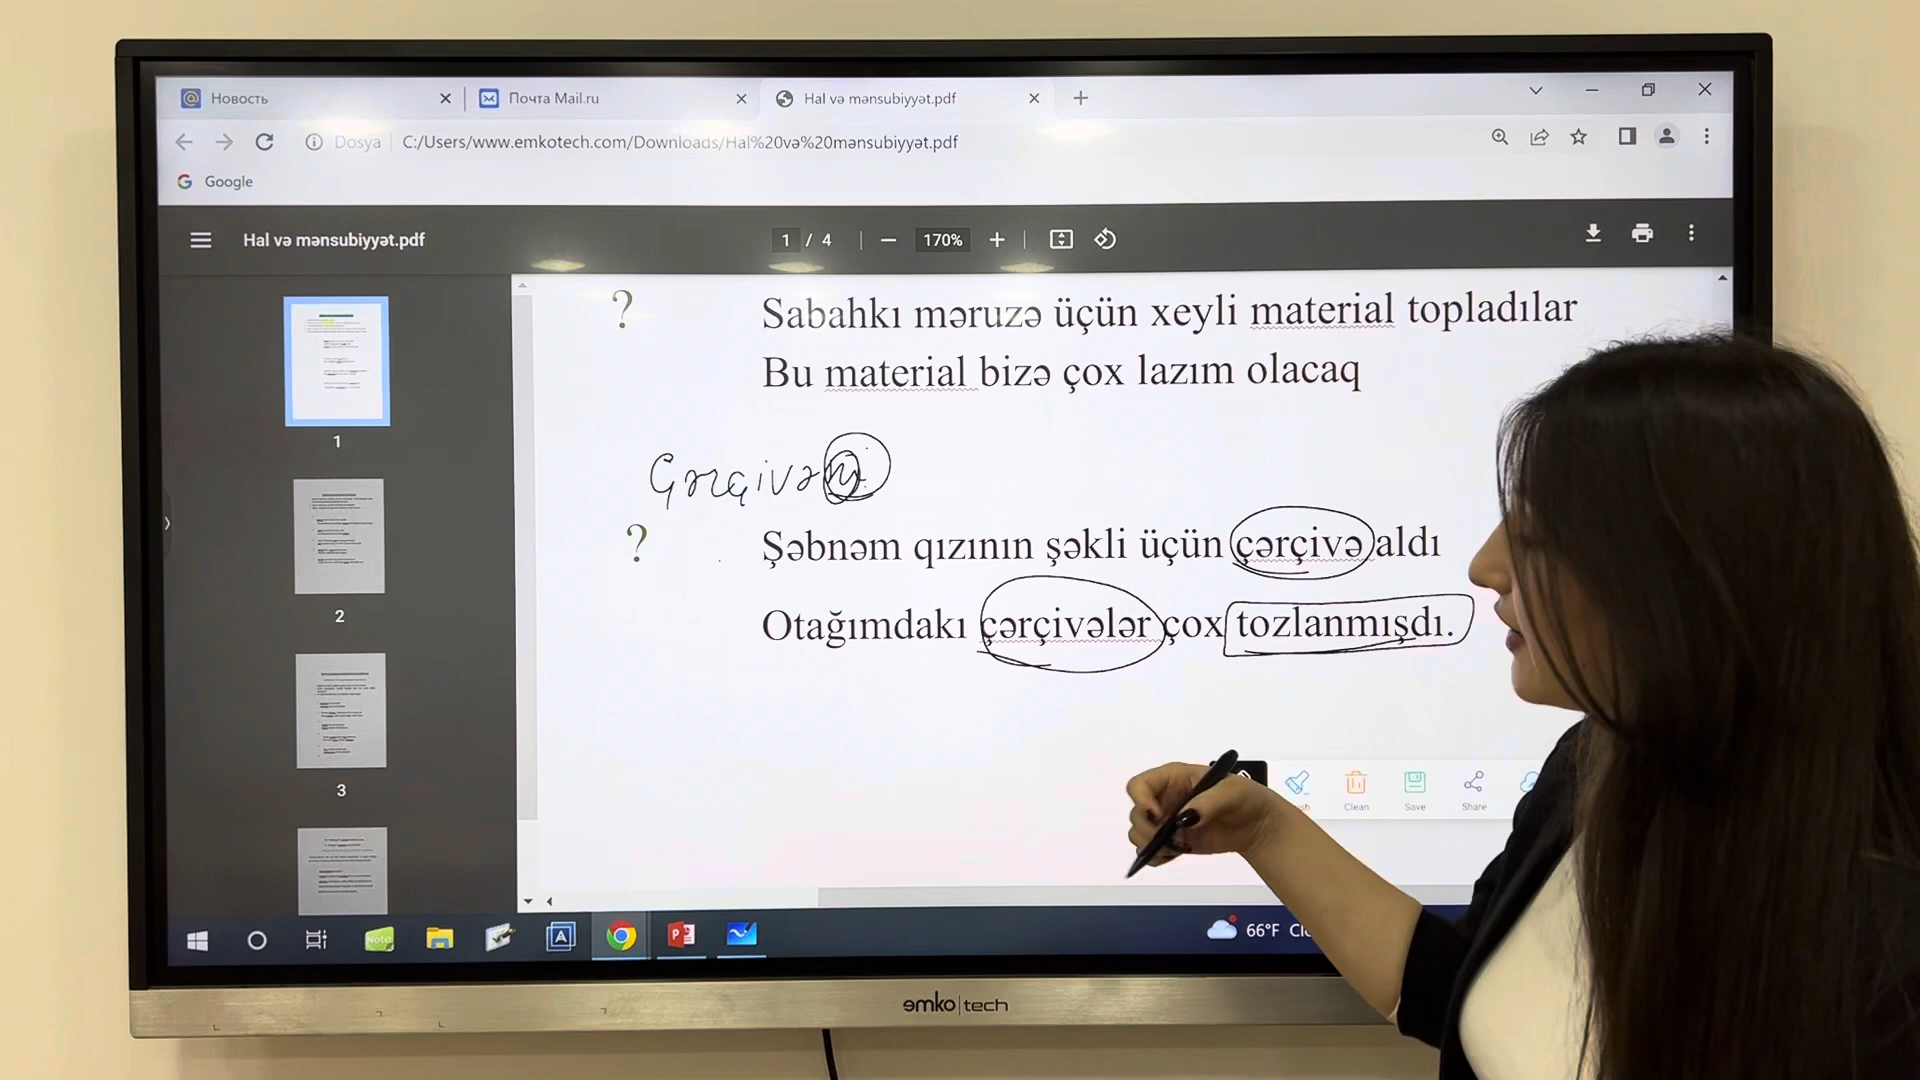 Новость
Почта Mail.ru
Hal və mənsubiyyət.pdf
Dosya
C:/Users/www.emkotech.com/Downloads/Hal%20və%20mənsubiyyət.pdf
Google
Hal və mənsubiyyət.pdf
1 / 4
170%
? Sabahkı məruzə üçün xeyli material topladılar
Bu material bizə çox lazım olacaq
Çərçivəni
? Şəbnəm qızının şəkli üçün çərçivə aldı
Otağımdakı çərçivələr çox tozlanmışdı.
1
2
3
Clean
Save
Share
Note
66°F
emko|tech